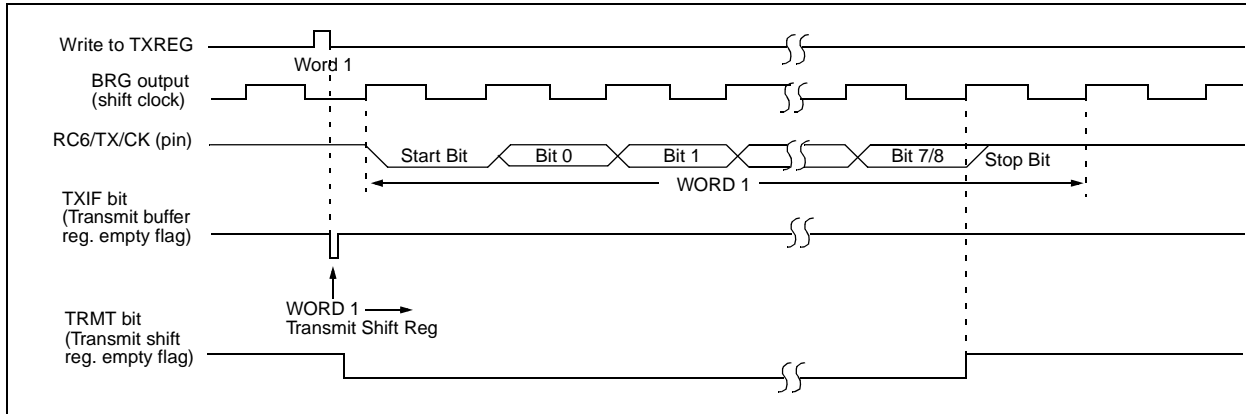 Write to TXREG
Word 1
BRG output
(shift clock)
RC6/TX/CK (pin)
Start Bit
Bit 0
Bit 1
Bit 7/8
Stop Bit
WORD 1
TXIF bit
(Transmit buffer
reg. empty flag)
WORD 1
Transmit Shift Reg
TRMT bit
(Transmit shift
reg. empty flag)